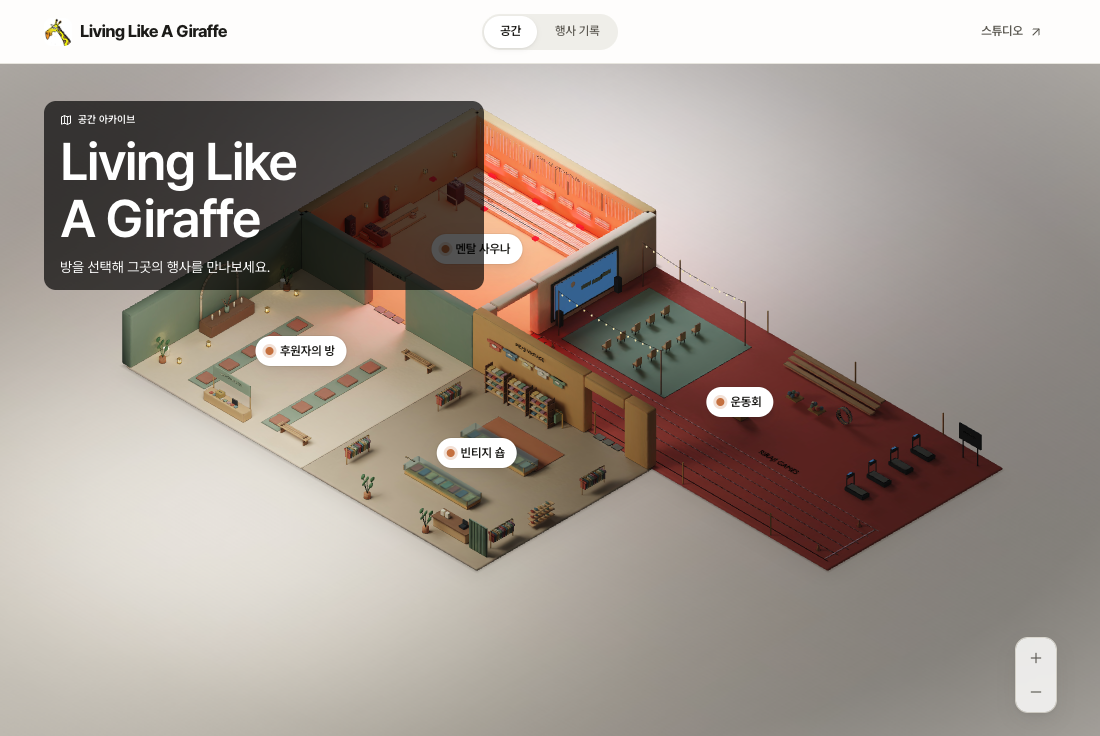 Living Like A Giraffe
공간
행사 기록
스튜디오
공간 아카이브
Living Like
A Giraffe
방을 선택해 그곳의 행사를 만나보세요.
멘탈 사우나
후원자의 방
빈티지 숍
운동회